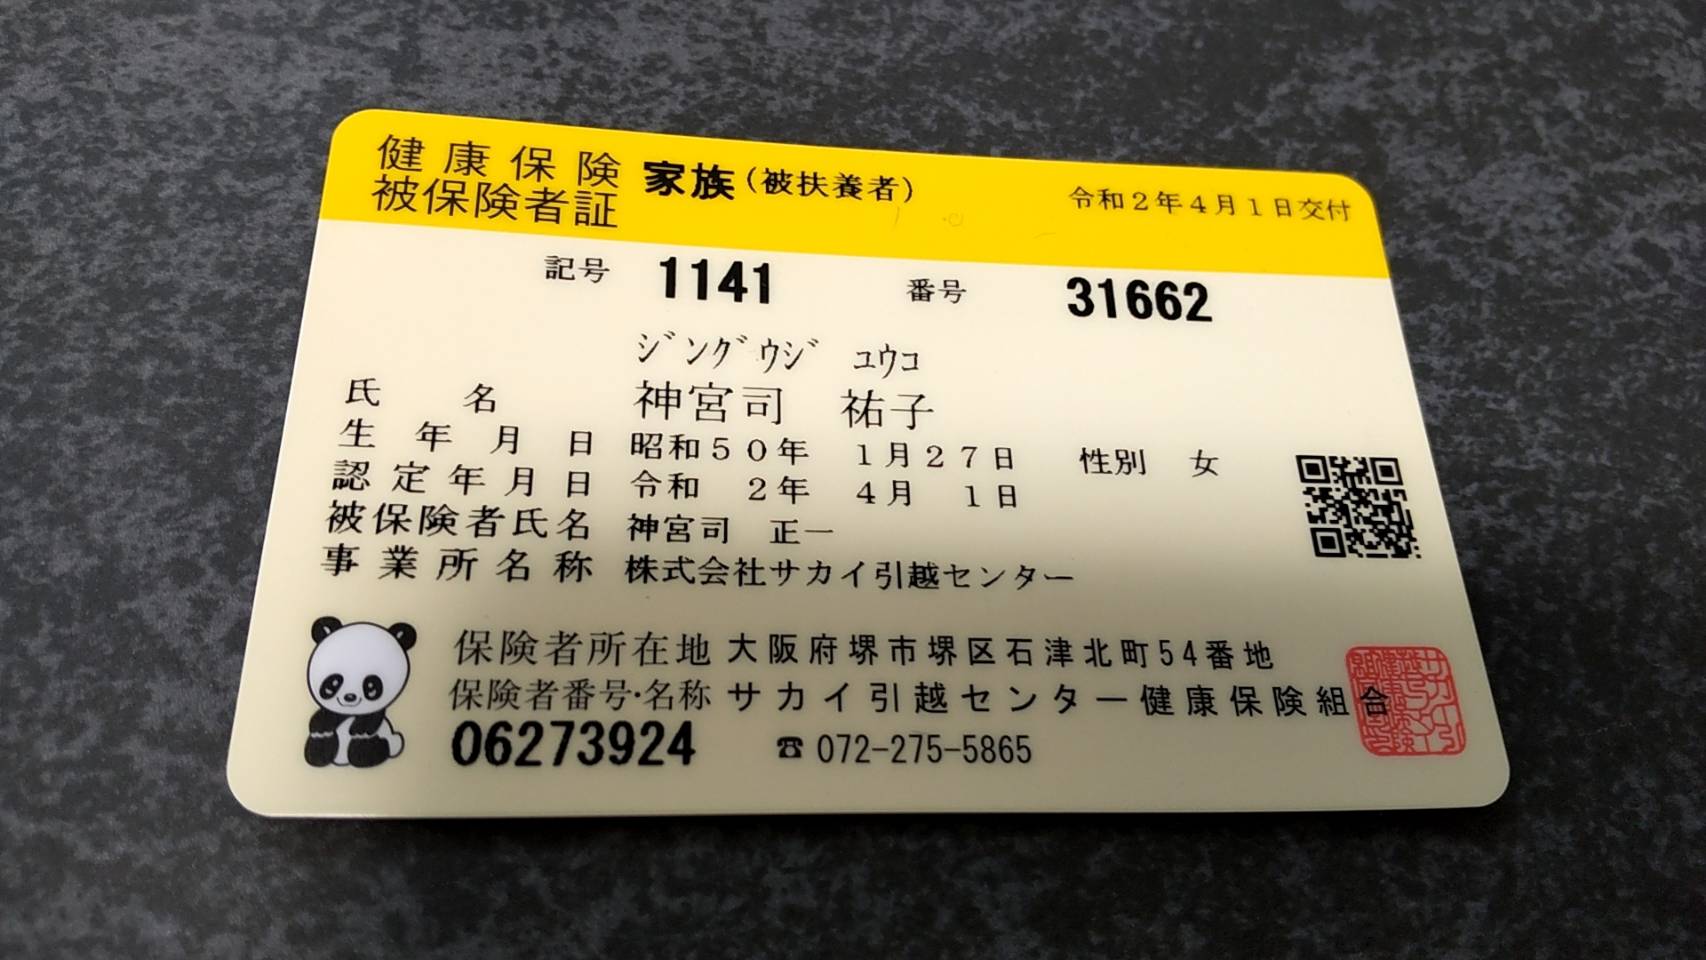 健康保険 家族(被扶養者) 令和2年4月1日交付
被保険者証
記号 1141 番号 31662
ジングウジ ユウコ
氏名 神宮司 祐子
生年月日 昭和50年 1月27日 性別 女
認定年月日 令和 2年 4月 1日
被保険者氏名 神宮司 正一
事業所名称 株式会社サカイ引越センター
保険者所在地 大阪府堺市堺区石津北町54番地
保険者番号・名称 サカイ引越センター健康保険組合
06273924 ☎072-275-5865